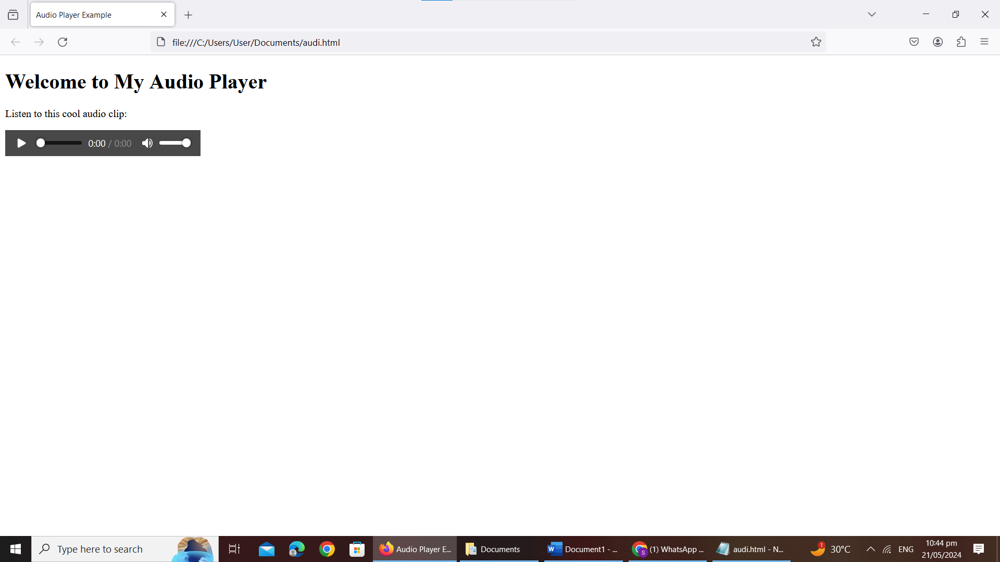 Audio Player Example
file:///C:/Users/User/Documents/audi.html
Welcome to My Audio Player
Listen to this cool audio clip:
0:00 / 0:00
Type here to search
Audio Player E...
Documents
Document1 - ...
S
(1) WhatsApp ...
audi.html - N...
1
30°C
ENG
10:44 pm
21/05/2024